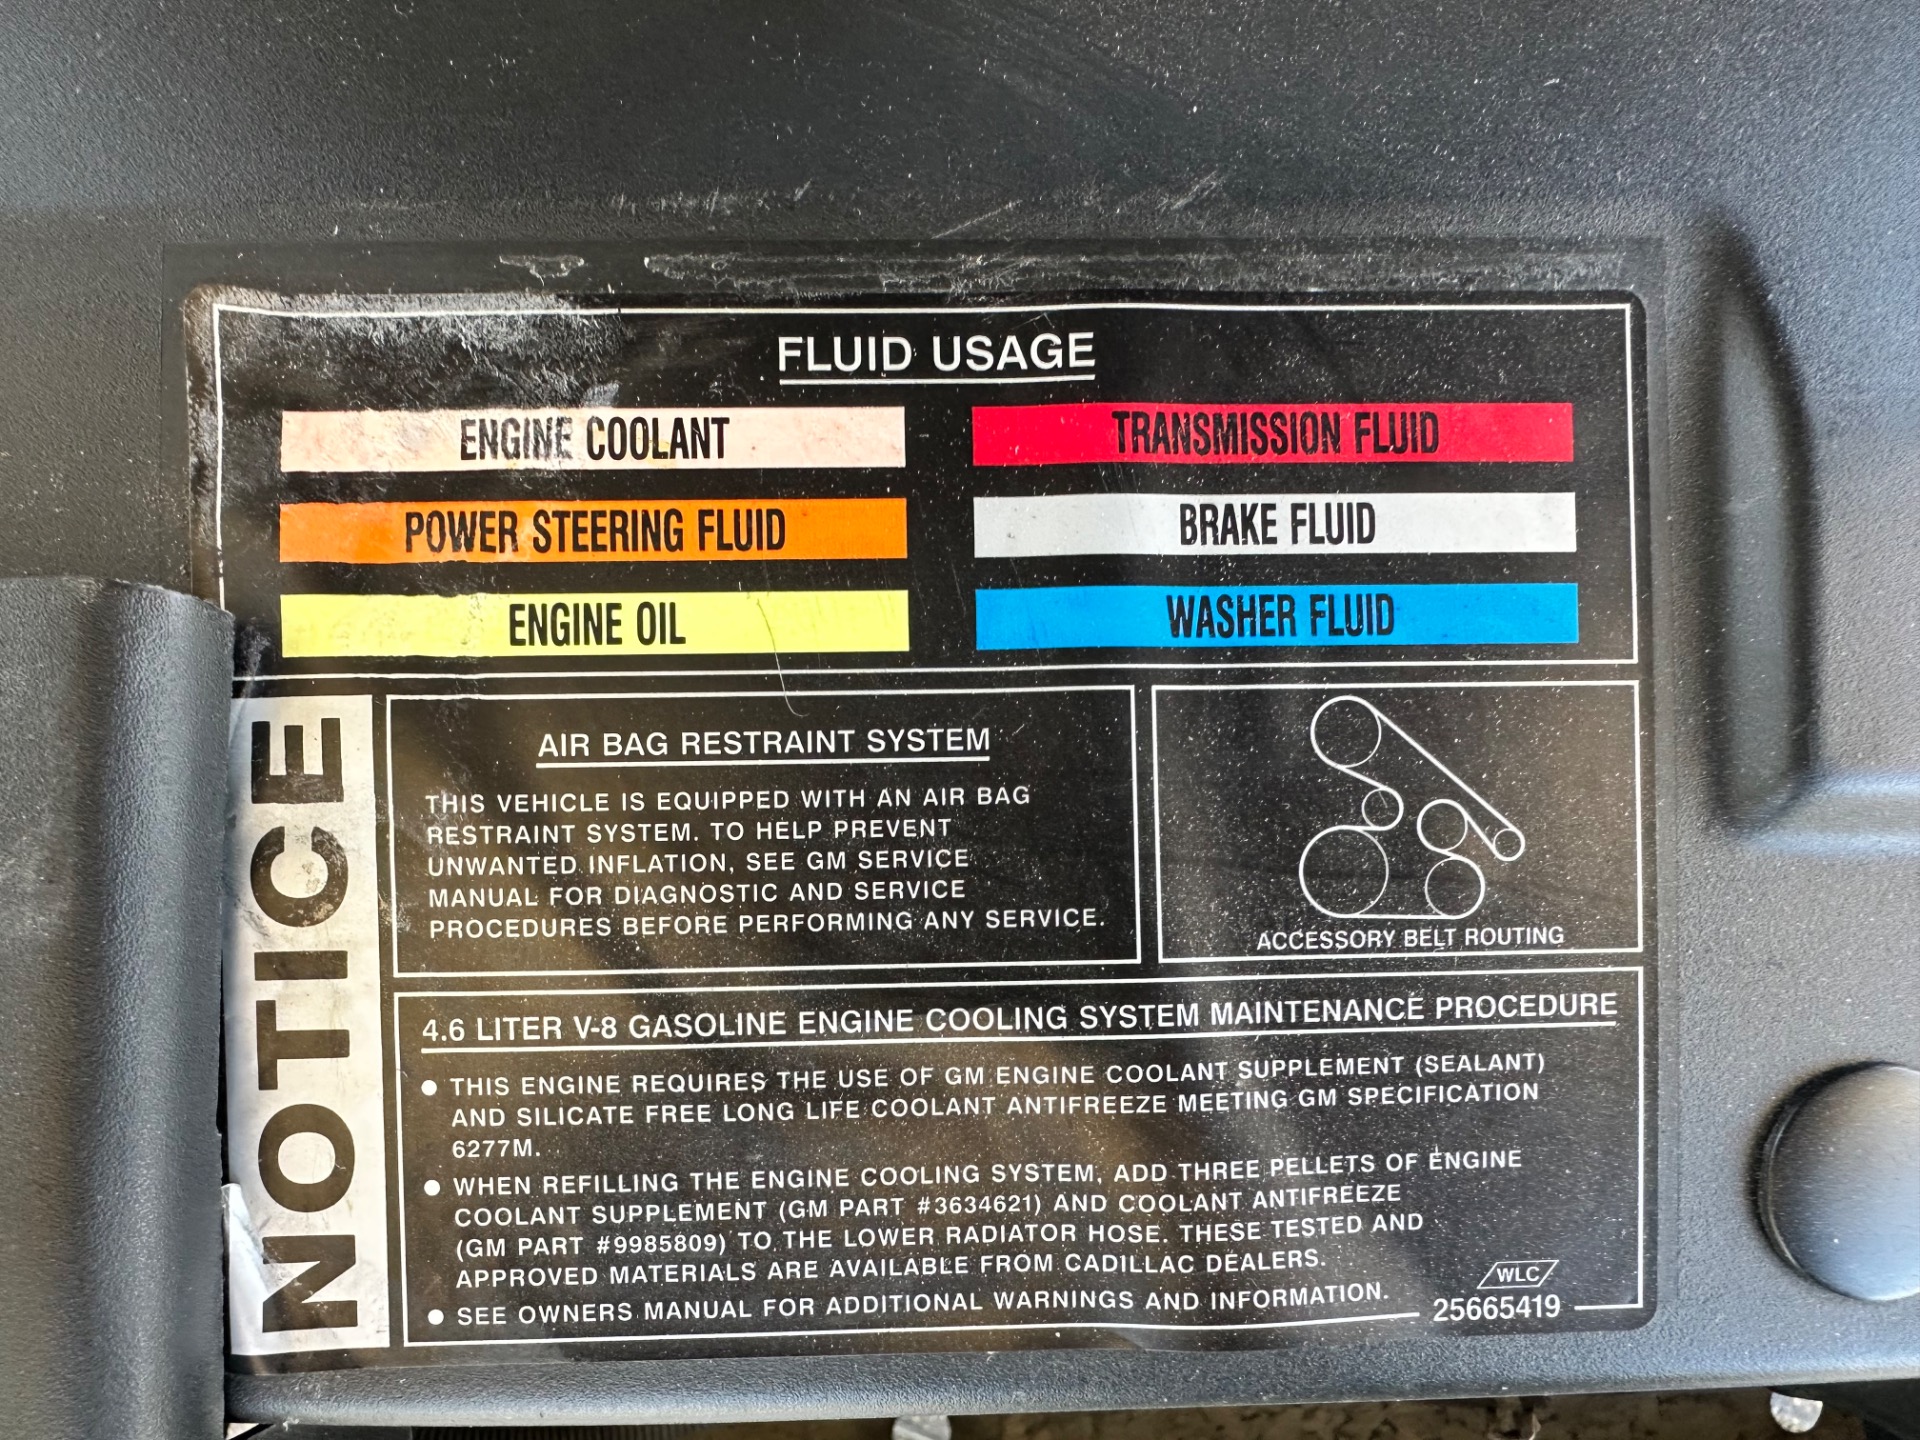 FLUID USAGE
ENGINE COOLANT
TRANSMISSION FLUID
POWER STEERING FLUID
BRAKE FLUID
ENGINE OIL
WASHER FLUID
NOTICE
AIR BAG RESTRAINT SYSTEM
THIS VEHICLE IS EQUIPPED WITH AN AIR BAG
RESTRAINT SYSTEM. TO HELP PREVENT
UNWANTED INFLATION, SEE GM SERVICE
MANUAL FOR DIAGNOSTIC AND SERVICE
PROCEDURES BEFORE PERFORMING ANY SERVICE.
ACCESSORY BELT ROUTING
4.6 LITER V-8 GASOLINE ENGINE COOLING SYSTEM MAINTENANCE PROCEDURE
● THIS ENGINE REQUIRES THE USE OF GM ENGINE COOLANT SUPPLEMENT (SEALANT)
AND SILICATE FREE LONG LIFE COOLANT ANTIFREEZE MEETING GM SPECIFICATION
6277M.
● WHEN REFILLING THE ENGINE COOLING SYSTEM, ADD THREE PELLETS OF ENGINE
COOLANT SUPPLEMENT (GM PART #3634621) AND COOLANT ANTIFREEZE
(GM PART #9985809) TO THE LOWER RADIATOR HOSE. THESE TESTED AND
APPROVED MATERIALS ARE AVAILABLE FROM CADILLAC DEALERS.
● SEE OWNERS MANUAL FOR ADDITIONAL WARNINGS AND INFORMATION.
WLC
25665419